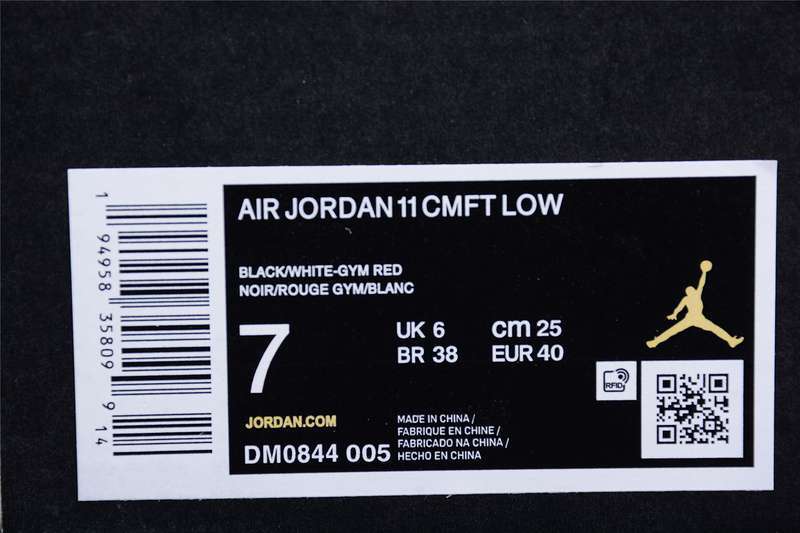 AIR JORDAN 11 CMFT LOW
BLACK/WHITE-GYM RED
NOIR/ROUGE GYM/BLANC
7
UK 6 cm 25
BR 38 EUR 40
RFID
JORDAN.COM
DM0844 005
MADE IN CHINA /
FABRIQUE EN CHINE /
FABRICADO NA CHINA /
HECHO EN CHINA
1 94958 35809 9 14